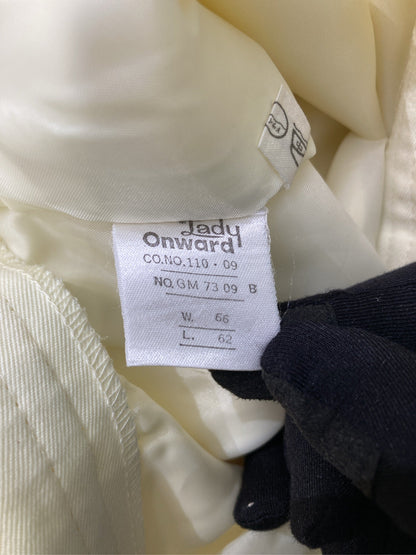 Lady
Onward
CO.NO.110・09
NO.GM 73 09 B
W. 66
L. 62